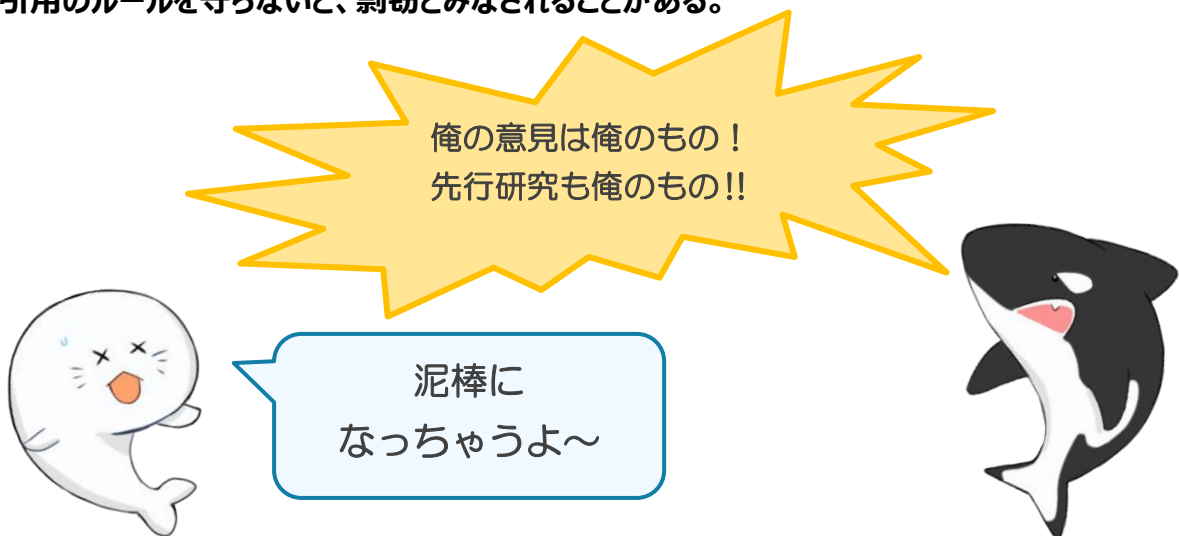 引用のルールを守らないと、剽窃とみなされることがある。
俺の意見は俺のもの！
先行研究も俺のもの!!
泥棒に
なっちゃうよ～